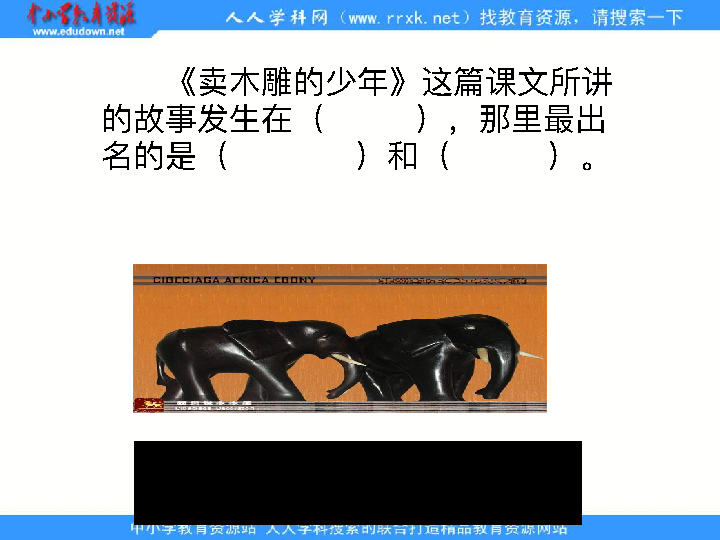 中小学教育资源
www.edudown.net
人人学科网（www.rrxk.net）找教育资源，请搜索一下
《卖木雕的少年》这篇课文所讲
的故事发生在（          ），那里最出
名的是（            ）和（          ）。
CIOCCIAGA AFRICA EBONY
中小学教育资源站 人人学科搜索的联合打造精品教育资源网站